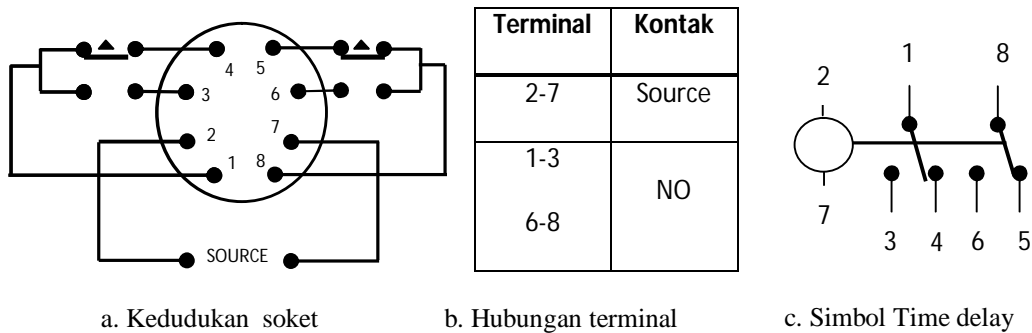 4
5
3
6
2
7
1
8
SOURCE
Terminal Kontak
2-7 Source
1-3
NO
6-8
1 8
2
7
3 4 6 5
a. Kedudukan soket b. Hubungan terminal c. Simbol Time delay